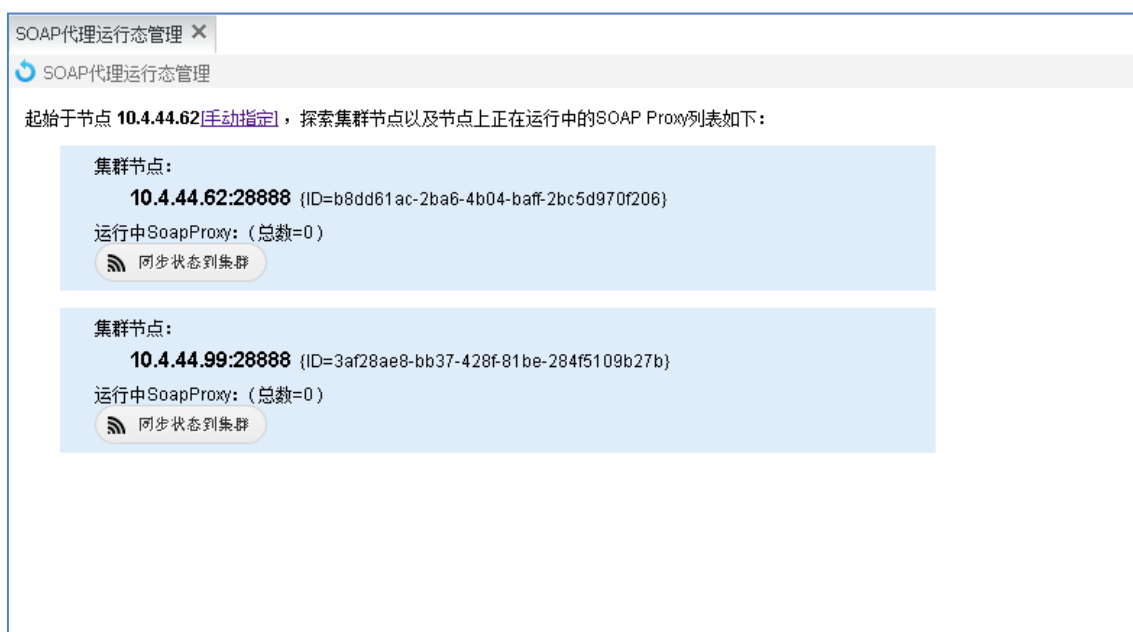 SOAP代理运行态管理
SOAP代理运行态管理
起始于节点 10.4.44.62[手动指定] ，探索集群节点以及节点上正在运行中的SOAP Proxy列表如下：
集群节点：
10.4.44.62:28888 {ID=b8dd61ac-2ba6-4b04-baff-2bc5d970f206}
运行中SoapProxy:（总数=0）
同步状态到集群
集群节点：
10.4.44.99:28888 {ID=3af28ae8-bb37-428f-81be-284f5109b27b}
运行中SoapProxy:（总数=0）
同步状态到集群